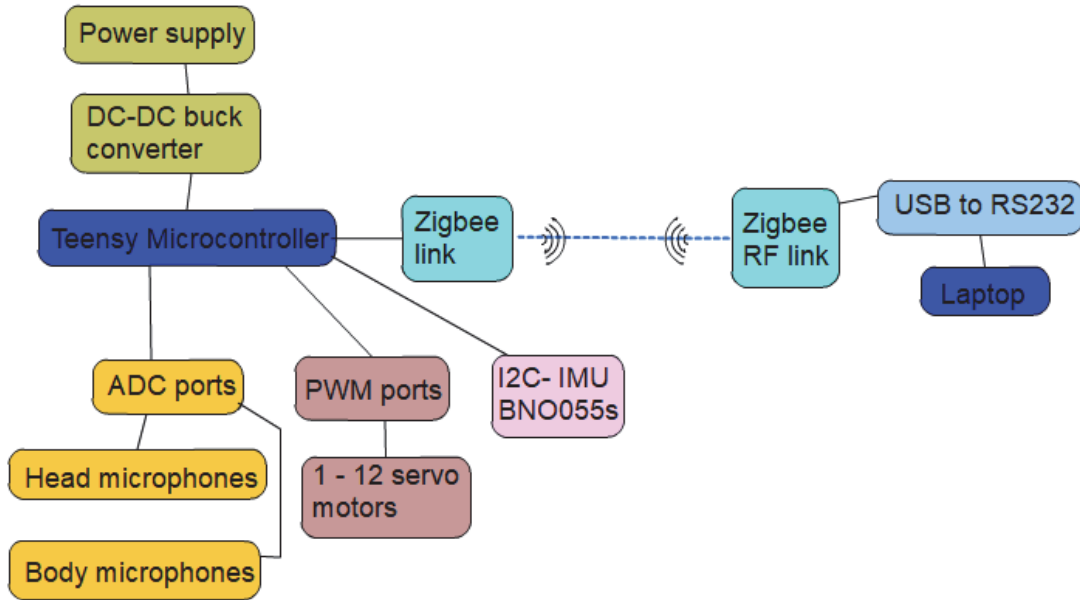 Power supply
DC-DC buck
converter
Teensy Microcontroller
Zigbee
link
Zigbee
RF link
USB to RS232
Laptop
ADC ports
PWM ports
I2C- IMU
BNO055s
Head microphones
1 - 12 servo
motors
Body microphones